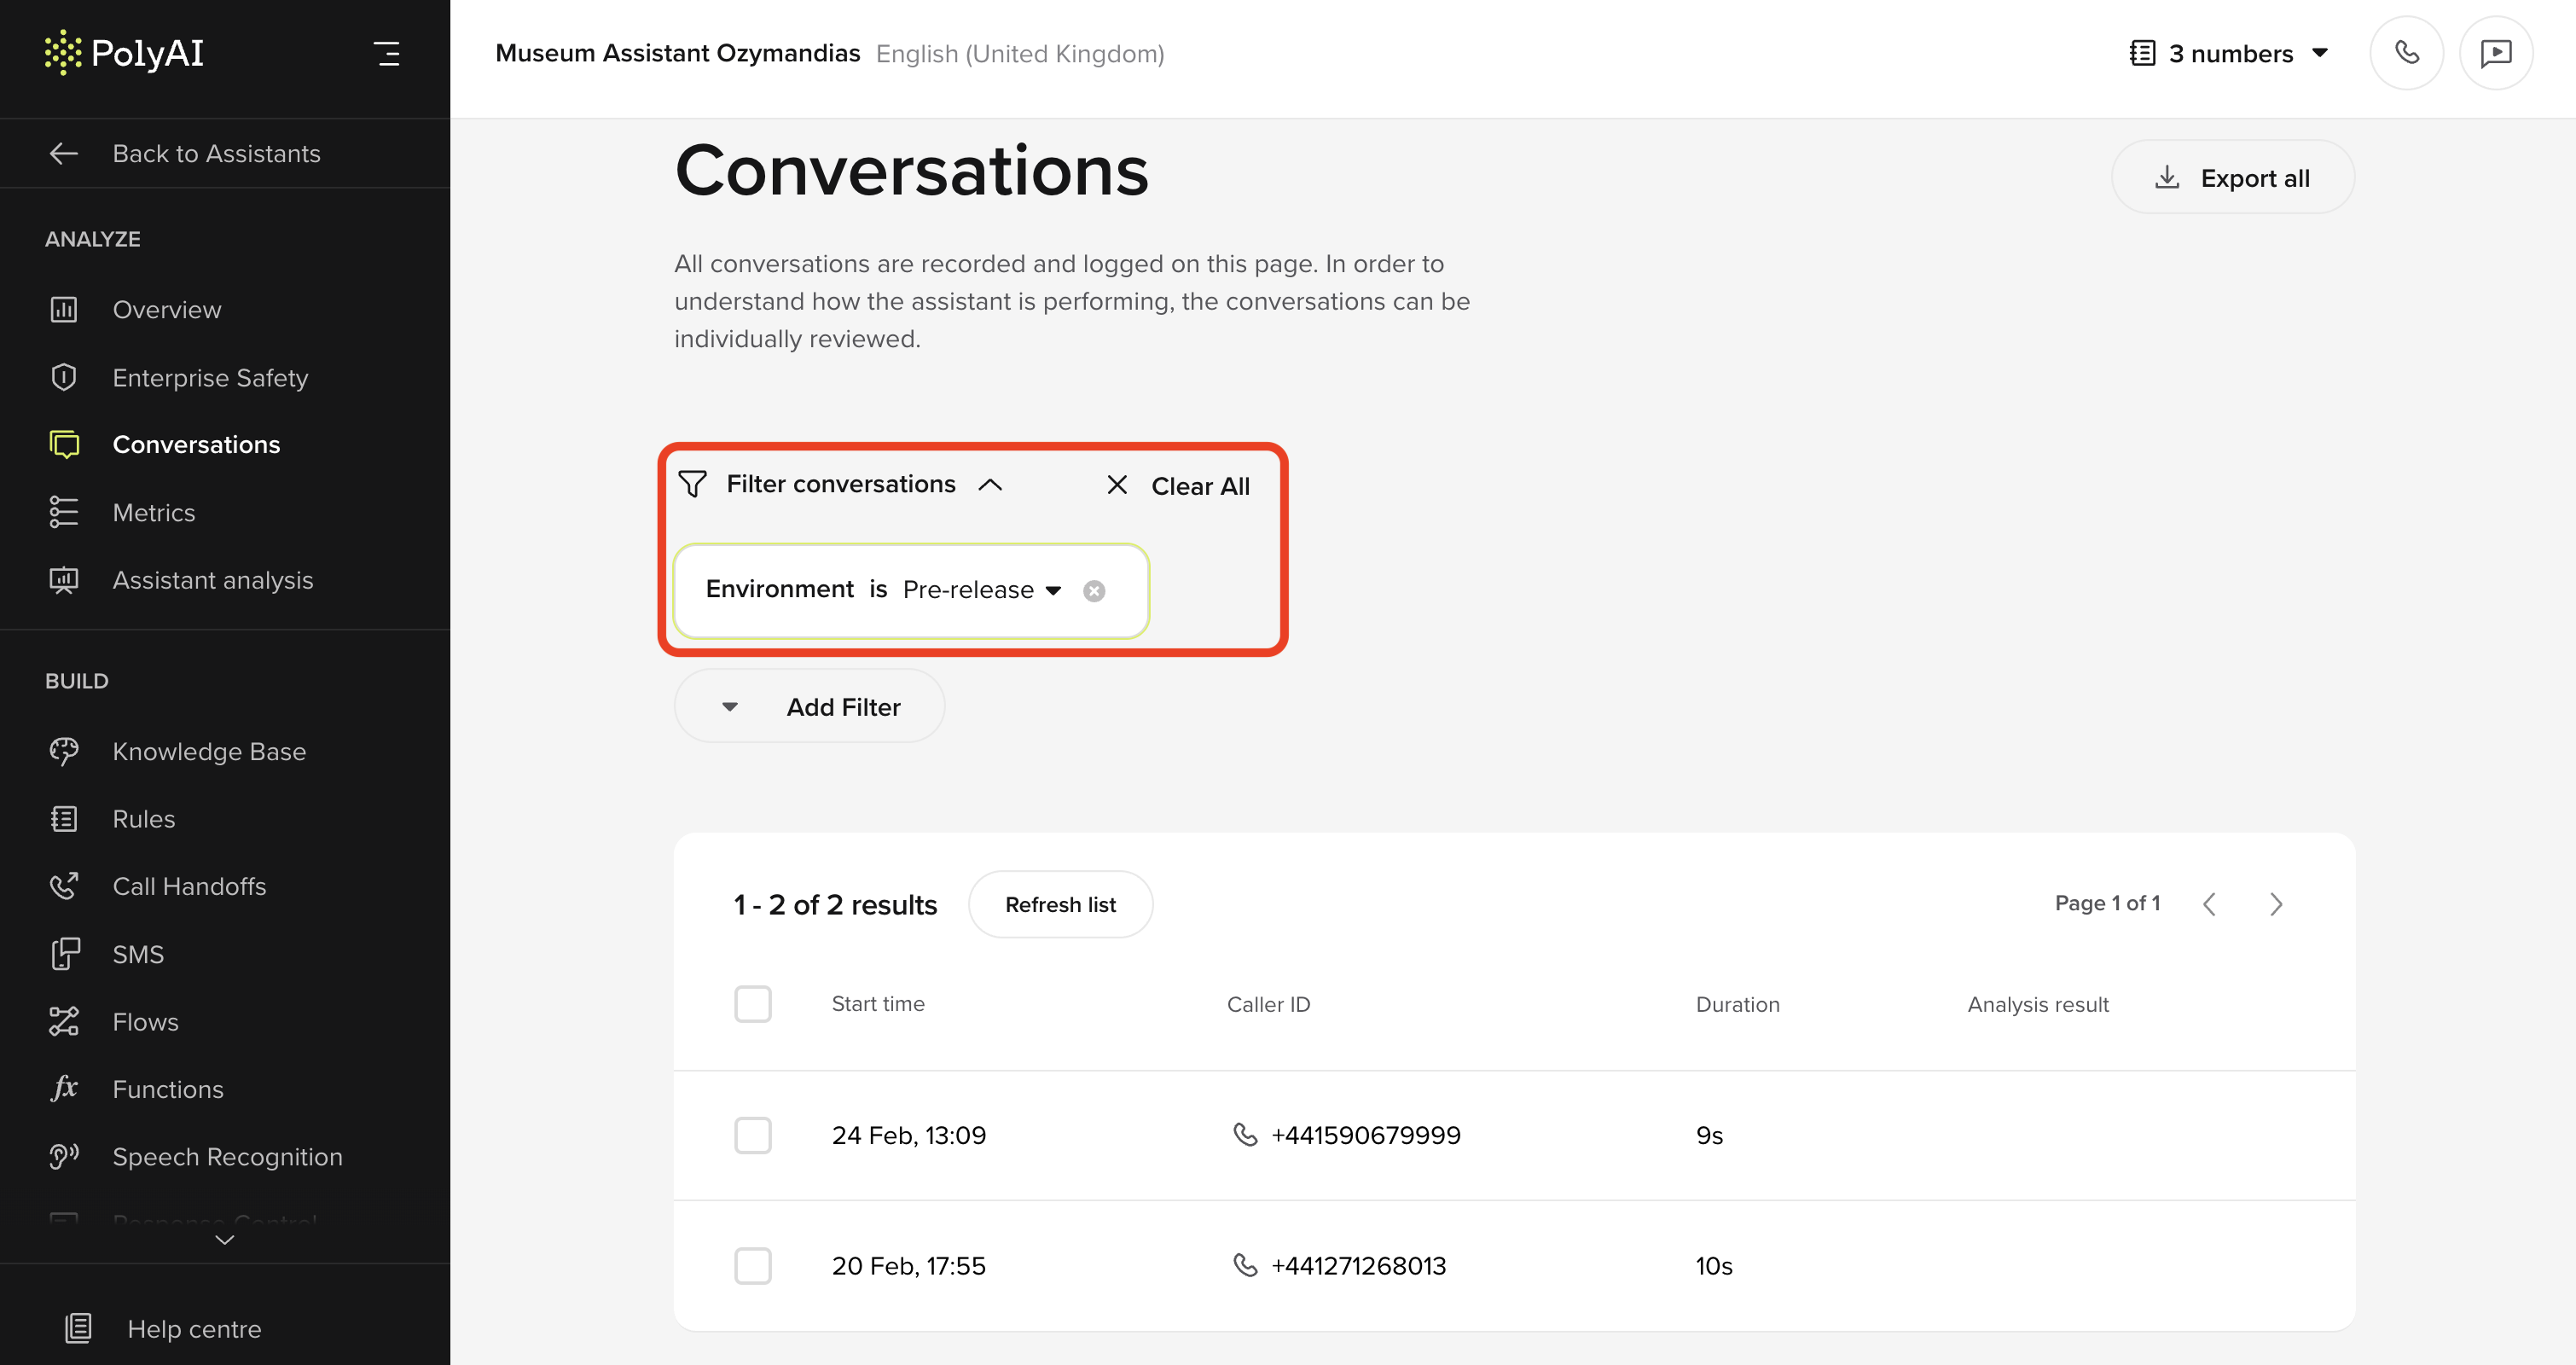 PolyAI
Back to Assistants
ANALYZE
Overview
Enterprise Safety
Conversations
Metrics
Assistant analysis
BUILD
Knowledge Base
Rules
Call Handoffs
SMS
Flows
fx Functions
Speech Recognition
Response Control
Help centre
Museum Assistant Ozymandias English (United Kingdom)
3 numbers
Conversations
Export all
All conversations are recorded and logged on this page. In order to
understand how the assistant is performing, the conversations can be
individually reviewed.
Filter conversations
Clear All
Environment is Pre-release
Add Filter
1 - 2 of 2 results
Refresh list
Page 1 of 1
Start time Caller ID Duration Analysis result
24 Feb, 13:09 +441590679999 9s
20 Feb, 17:55 +441271268013 10s